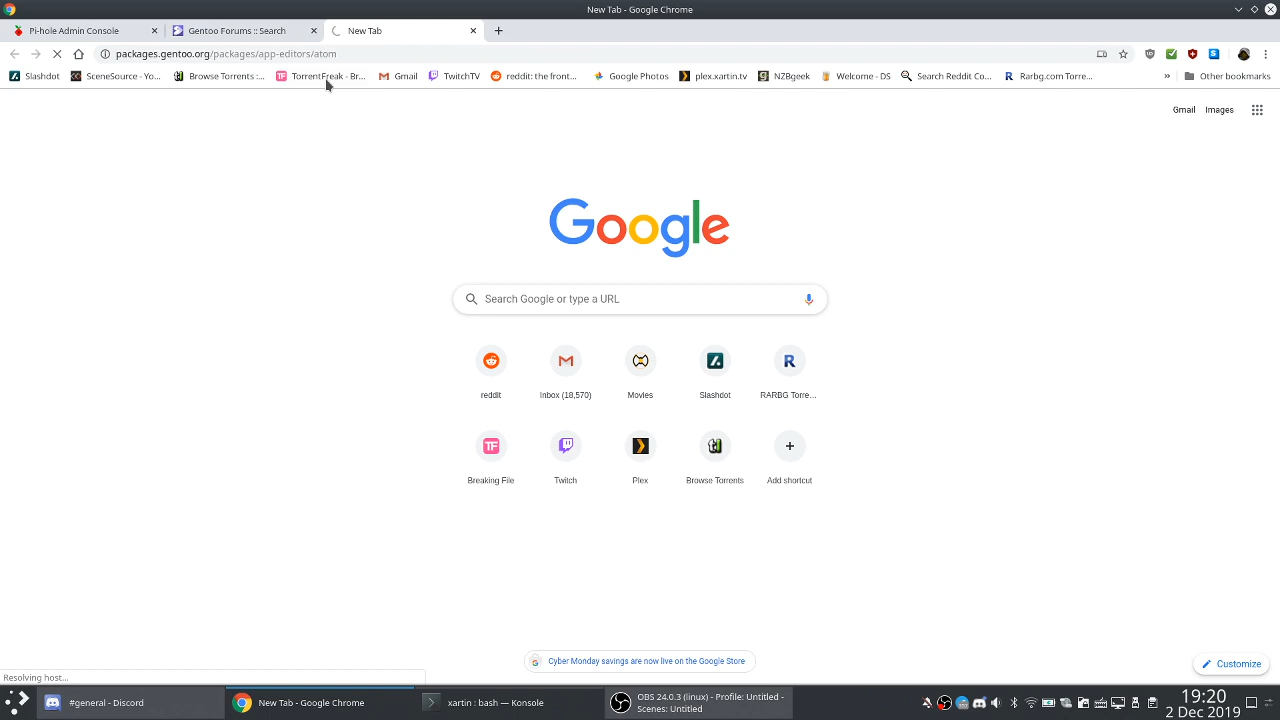 New Tab - Google Chrome
Pi-hole Admin Console
Gentoo Forums :: Search
New Tab
packages.gentoo.org/packages/app-editors/atom
Slashdot
SceneSource - Yo...
Browse Torrents :...
TorrentFreak - Br...
Gmail
TwitchTV
reddit: the front...
Google Photos
plex.xartin.tv
NZBgeek
Welcome - DS
Search Reddit Co...
Rarbg.com Torre...
»
Other bookmarks
Gmail
Images
Google
Search Google or type a URL
reddit
Inbox (18,570)
Movies
Slashdot
RARBG Torre...
Breaking File
Twitch
Plex
Browse Torrents
Add shortcut
Cyber Monday savings are now live on the Google Store
Customize
Resolving host...
#general - Discord
New Tab - Google Chrome
xartin : bash — Konsole
OBS 24.0.3 (linux) - Profile: Untitled -
Scenes: Untitled
19:20
2 Dec 2019